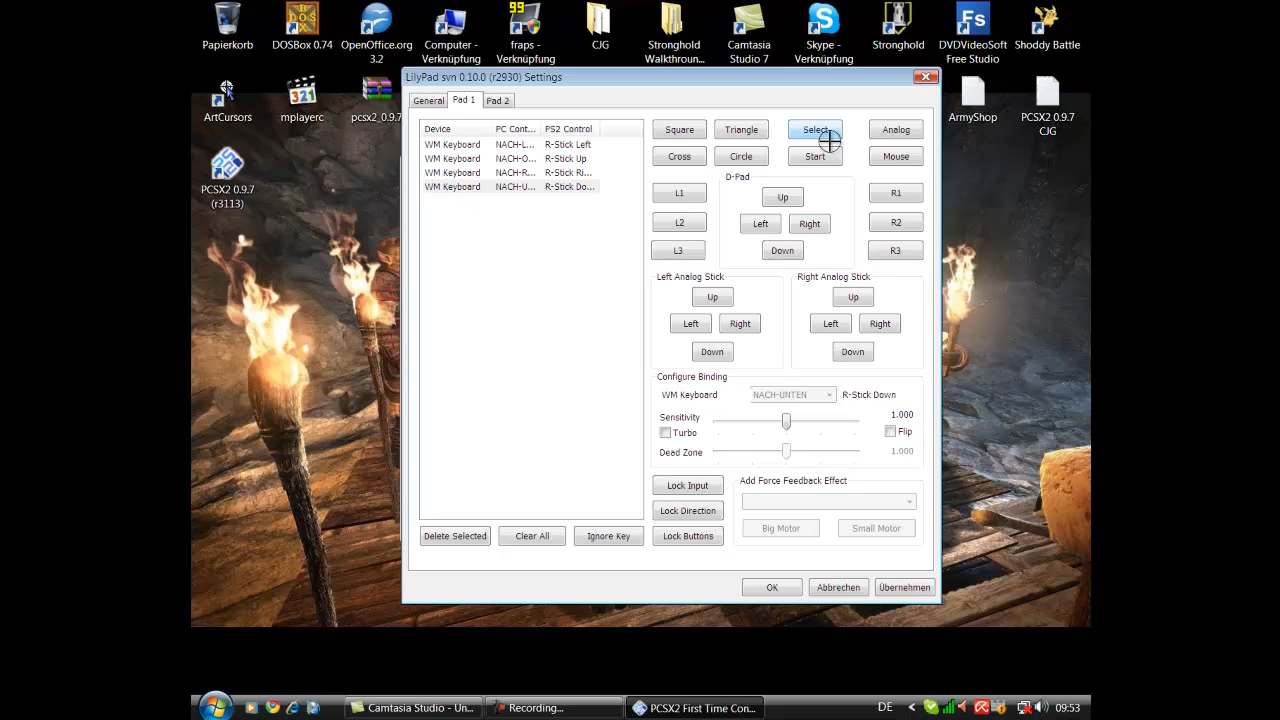 99
Papierkorb
DOSBox 0.74
OpenOffice.org 3.2
Computer - Verknüpfung
fraps - Verknüpfung
CJG
Stronghold Walkthroun...
Camtasia Studio 7
Skype - Verknüpfung
Stronghold
DVDVideoSoft Free Studio
Shoddy Battle
ArtCursors
321
mplayerc
pcsx2_0.9....
ArmyShop
PCSX2 0.9.7 CJG
PCSX2 0.9.7 (r3113)
LilyPad svn 0.10.0 (r2930) Settings
General
Pad 1
Pad 2
Device PC Cont... PS2 Control
WM Keyboard NACH-L... R-Stick Left
WM Keyboard NACH-O... R-Stick Up
WM Keyboard NACH-R... R-Stick Ri...
WM Keyboard NACH-U... R-Stick Do...
Delete Selected
Clear All
Ignore Key
Square
Triangle
Select
Analog
Cross
Circle
Start
Mouse
L1
L2
L3
D-Pad
Up
Left
Right
Down
R1
R2
R3
Left Analog Stick
Up
Left
Right
Down
Right Analog Stick
Up
Left
Right
Down
Configure Binding
WM Keyboard NACH-UNTEN R-Stick Down
Sensitivity 1.000
Turbo
Flip
Dead Zone 1.000
Lock Input
Lock Direction
Lock Buttons
Add Force Feedback Effect
Big Motor
Small Motor
OK
Abbrechen
Übernehmen
Camtasia Studio - Un...
Recording...
PCSX2 First Time Con...
DE
09:53